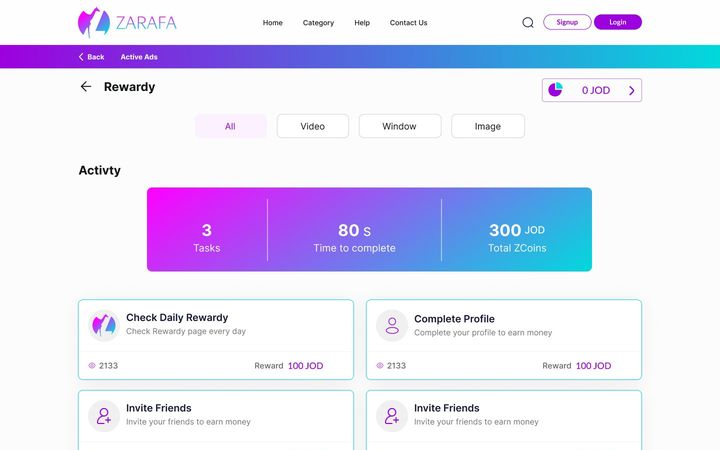 ZARAFA
Home Category Help Contact Us Signup Login
Back Active Ads
Rewardy
0 JOD
All Video Window Image
Activty
3 80 S 300 JOD
Tasks Time to complete Total ZCoins
Check Daily Rewardy
Check Rewardy page every day
2133 Reward 100 JOD
Complete Profile
Complete your profile to earn money
2133 Reward 100 JOD
Invite Friends
Invite your friends to earn money
Invite Friends
Invite your friends to earn money